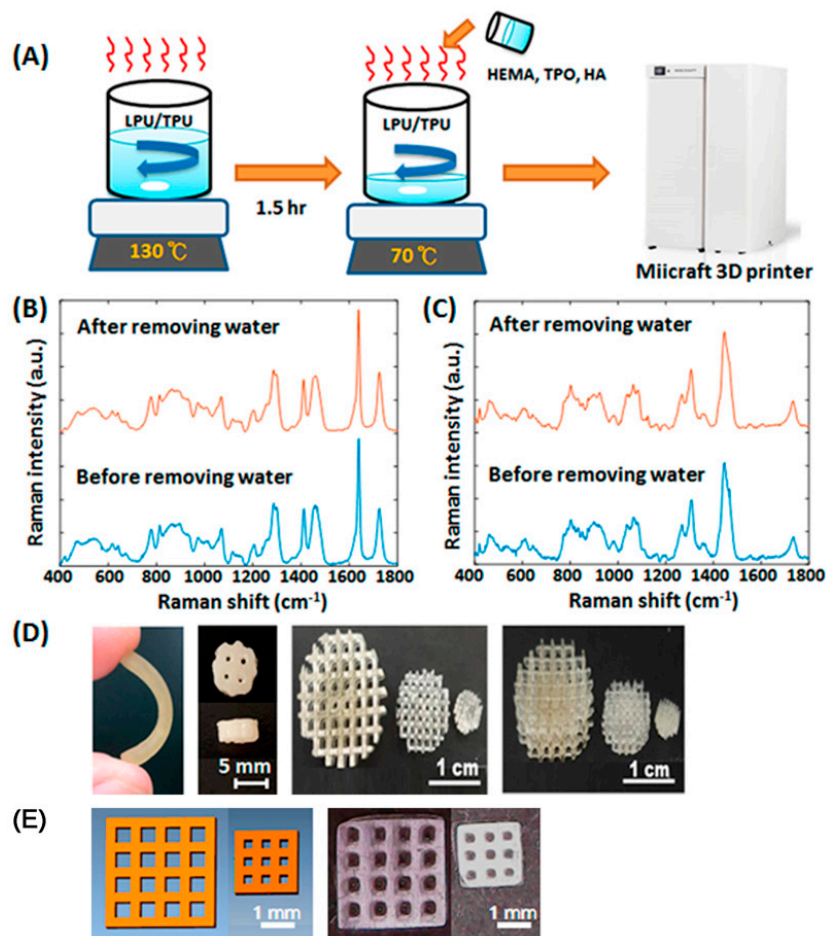 (A)
HEMA, TPO, HA
LPU/TPU
LPU/TPU
1.5 hr
130 ℃
70 ℃
Miicraft 3D printer
(B)
After removing water
Before removing water
Raman intensity (a.u.)
400 600 800 1000 1200 1400 1600 1800
Raman shift (cm⁻¹)
(C)
After removing water
Before removing water
Raman intensity (a.u.)
400 600 800 1000 1200 1400 1600 1800
Raman shift (cm⁻¹)
(D)
5 mm
1 cm
1 cm
(E)
1 mm
1 mm